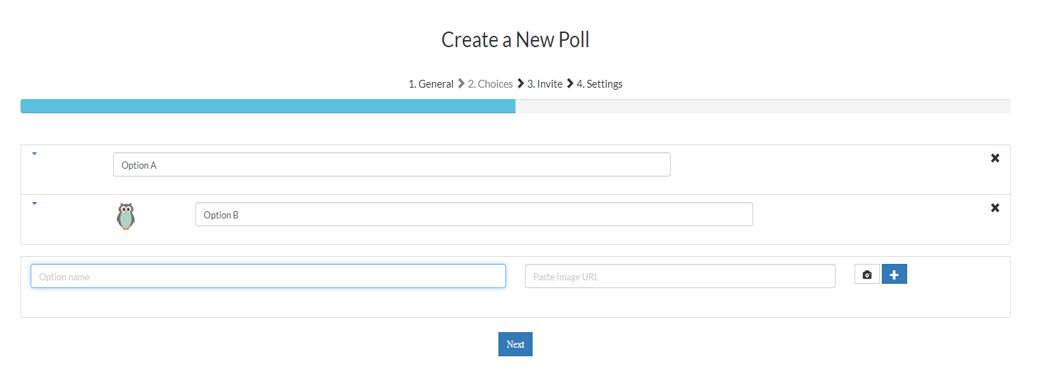 Create a New Poll
1. General > 2. Choices > 3. Invite > 4. Settings
Option A
Option B
Option name Paste Image URL
Next